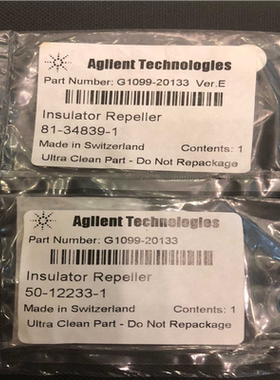 Agilent Technologies
Part Number: G1099-20133 Ver.E
Insulator Repeller
81-34839-1
Made in Switzerland Contents: 1
Ultra Clean Part - Do Not Repackage
Agilent Technologies
Part Number: G1099-20133
Insulator Repeller
50-12233-1
Made in Switzerland Contents: 1
Ultra Clean Part - Do Not Repackage